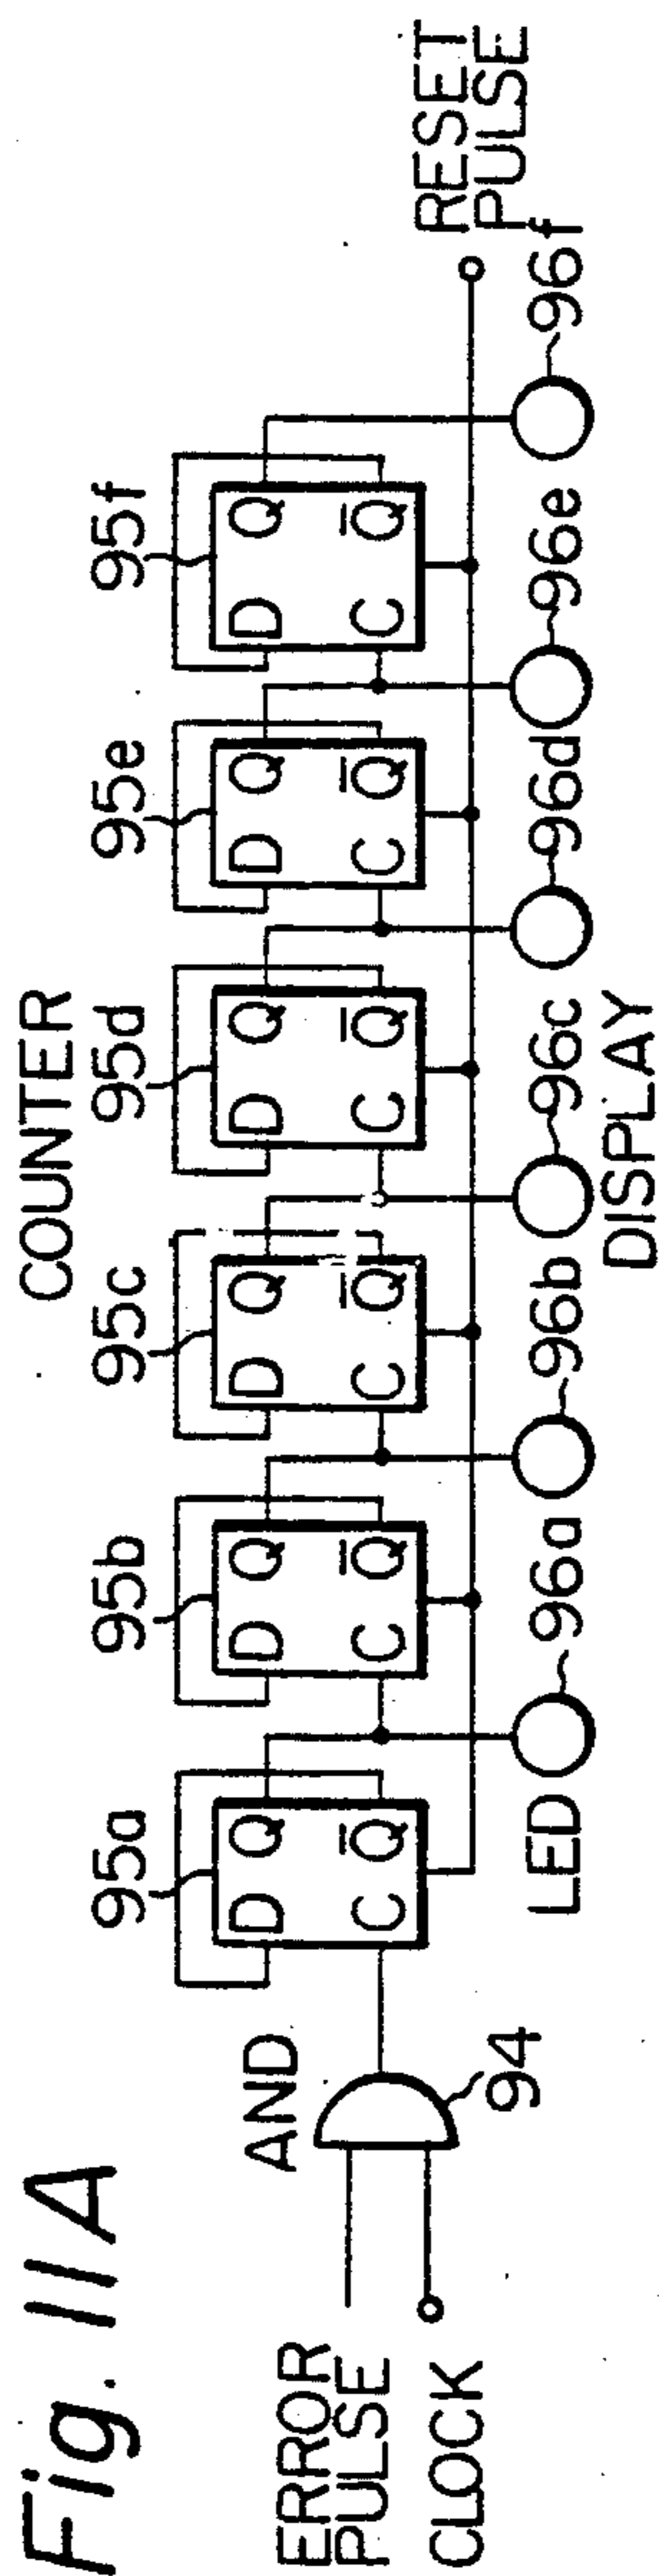 Fig. 11A
COUNTER
95a 95b 95c 95d 95e 95f
AND
D Q D Q D Q D Q D Q D Q
C Q̅ C Q̅ C Q̅ C Q̅ C Q̅ C Q̅
ERROR
PULSE
CLOCK
94
RESET
PULSE
LED 96a 96b 96c 96d 96e 96f
DISPLAY